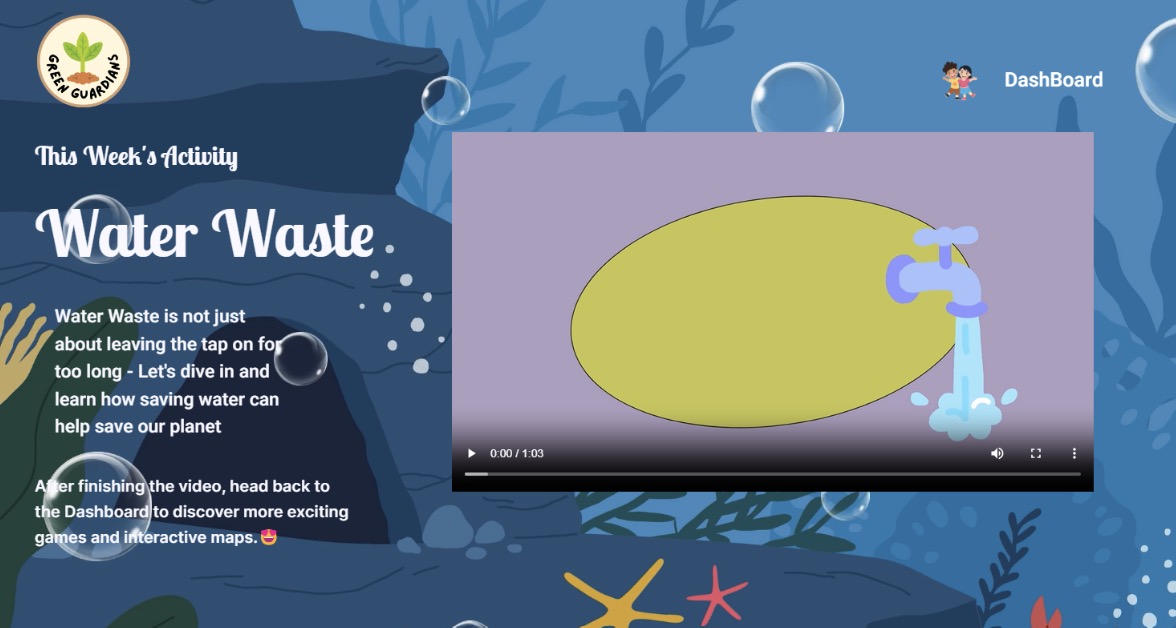 GREEN GUARDIANS
DashBoard
This Week's Activity
Water Waste
Water Waste is not just
about leaving the tap on for
too long - Let's dive in and
learn how saving water can
help save our planet
After finishing the video, head back to
the Dashboard to discover more exciting
games and interactive maps.🤩
0:00 / 1:03